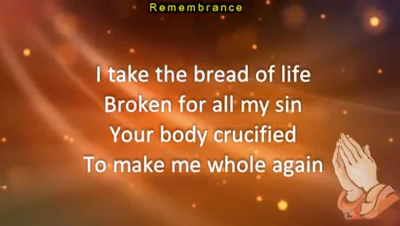 Remembrance
I take the bread of life
Broken for all my sin
Your body crucified
To make me whole again